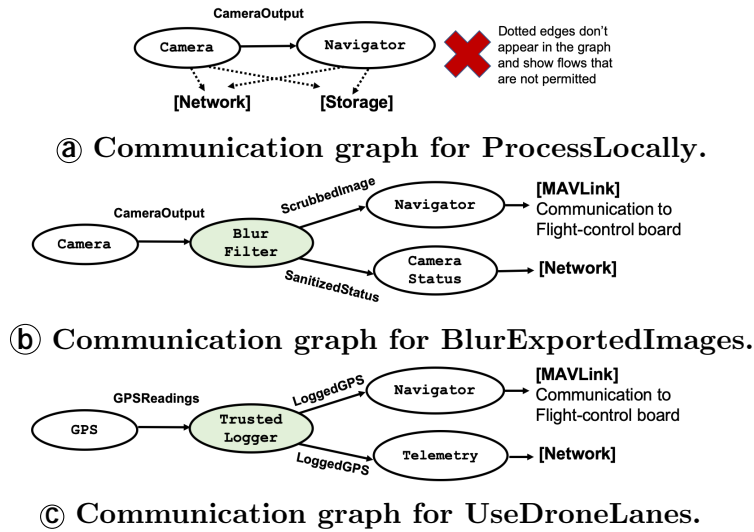 CameraOutput
Camera
Navigator
Dotted edges don't
appear in the graph
and show flows that
are not permitted
[Network]
[Storage]
ⓐ Communication graph for ProcessLocally.
CameraOutput
Camera
Blur
Filter
ScrubbedImage
Navigator
[MAVLink]
Communication to
Flight-control board
SanitizedStatus
Camera
Status
[Network]
ⓑ Communication graph for BlurExportedImages.
GPSReadings
GPS
Trusted
Logger
LoggedGPS
Navigator
[MAVLink]
Communication to
Flight-control board
LoggedGPS
Telemetry
[Network]
ⓒ Communication graph for UseDroneLanes.